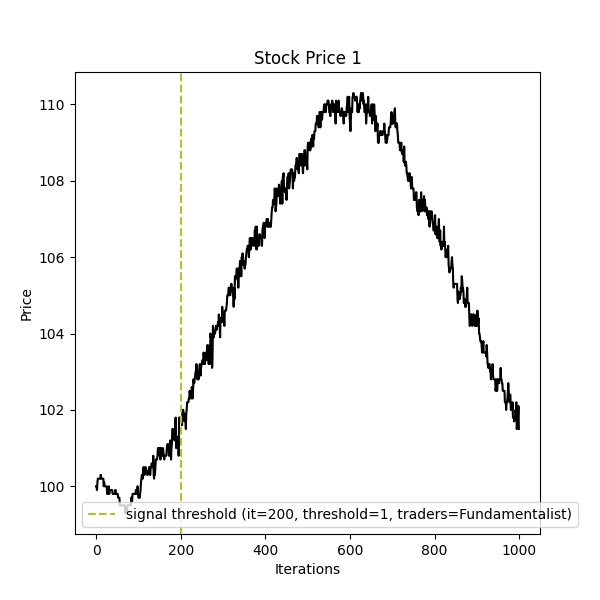 Stock Price 1
110
108
106
104
102
100
Price
signal threshold (it=200, threshold=1, traders=Fundamentalist)
0 200 400 600 800 1000
Iterations